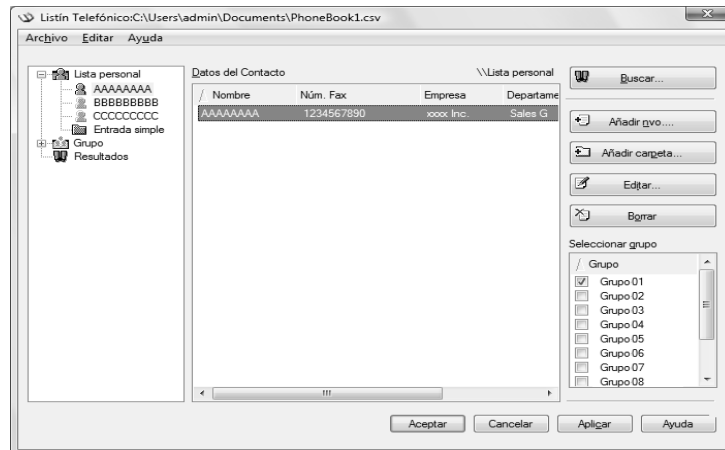 Listín Telefónico:C:\Users\admin\Documents\PhoneBook1.csv
Archivo Editar Ayuda
Lista personal
AAAAAAAA
BBBBBBBBB
CCCCCCCCC
Entrada simple
Grupo
Resultados
Datos del Contacto \\Lista personal
/ Nombre Núm. Fax Empresa Departame
AAAAAAAA 1234567890 xxxx Inc. Sales G
Buscar...
Añadir nvo....
Añadir carpeta...
Editar...
Borrar
Seleccionar grupo
/ Grupo
Grupo 01
Grupo 02
Grupo 03
Grupo 04
Grupo 05
Grupo 06
Grupo 07
Grupo 08
Aceptar Cancelar Aplicar Ayuda